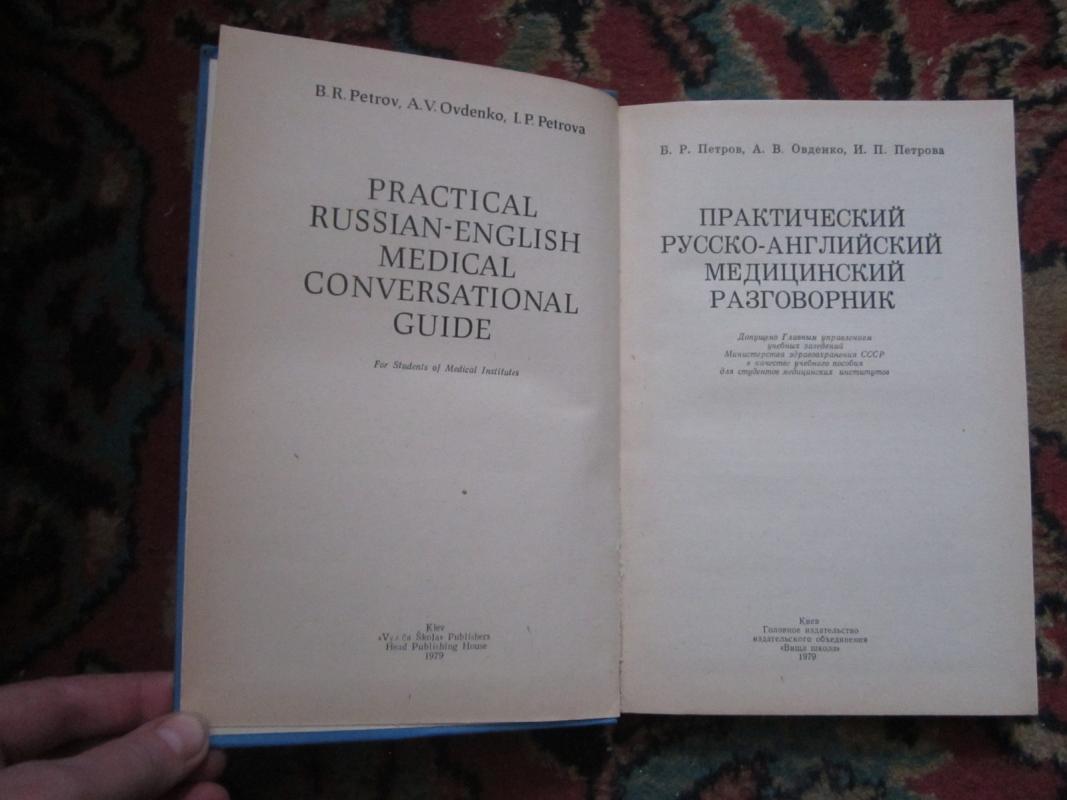 B. R. Petrov, A. V. Ovdenko, I. P. Petrova
PRACTICAL
RUSSIAN-ENGLISH
MEDICAL
CONVERSATIONAL
GUIDE
For Students of Medical Institutes
Kiev
Škola» Publishers
Head Publishing House
1979
Б. Р. Петров, А. В. Овденко, И. П. Петрова
ПРАКТИЧЕСКИЙ
РУССКО-АНГЛИЙСКИЙ
МЕДИЦИНСКИЙ
РАЗГОВОРНИК
Допущено Главным управлением
учебных заведений
Министерства здравоохранения СССР
в качестве учебного пособия
для студентов медицинских институтов
Киев
Головное издательство
издательского объединения
«Вища школа»
1979